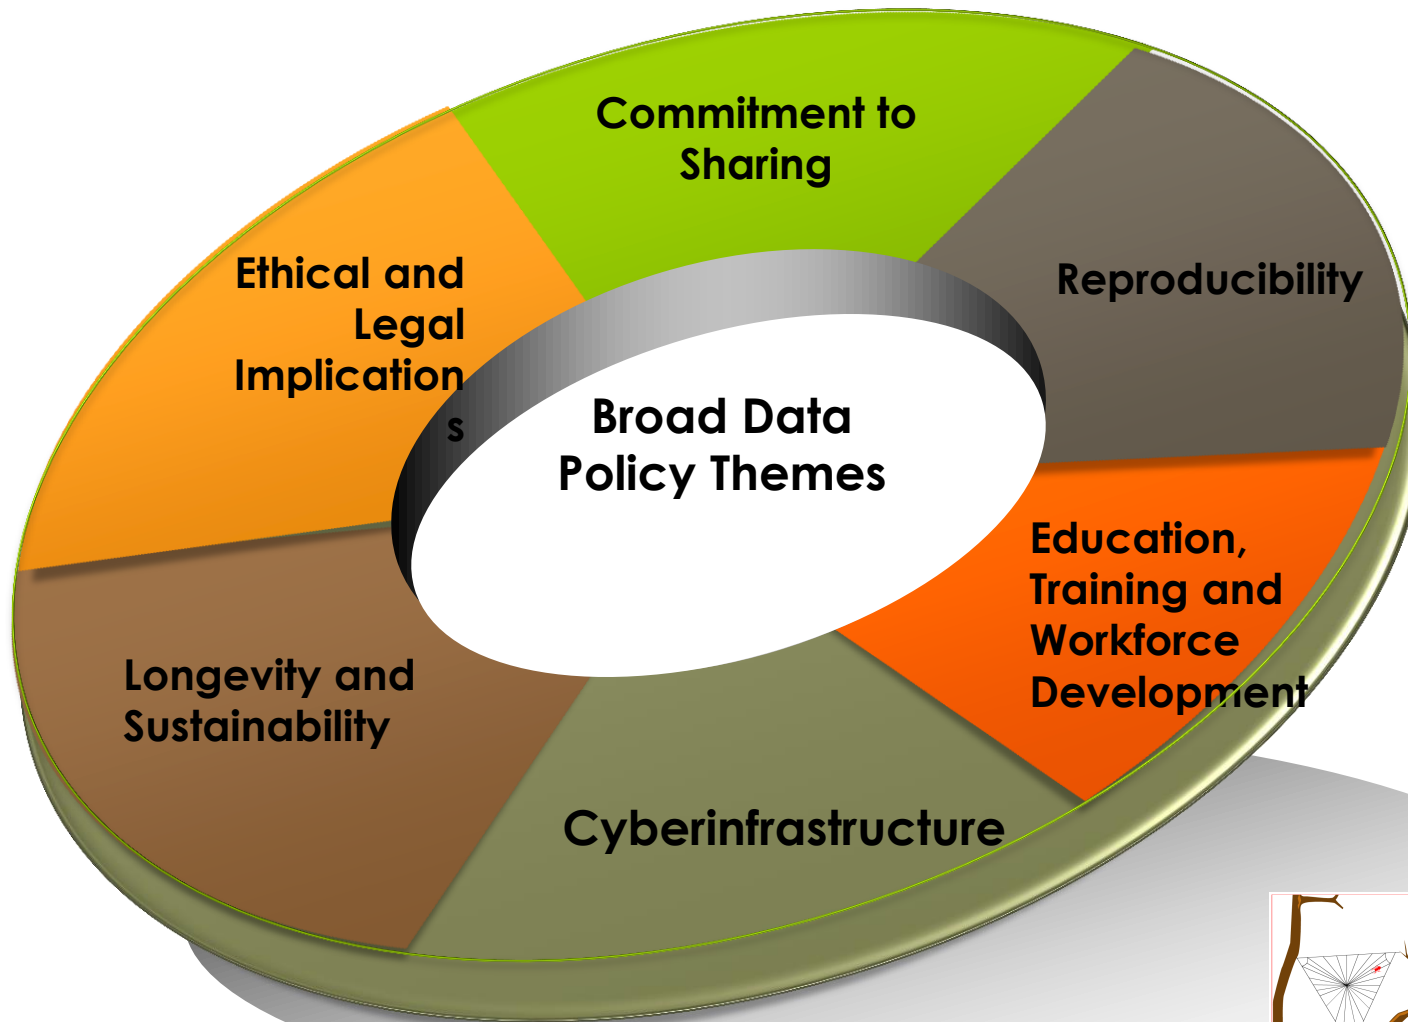 Commitment to
Sharing
Reproducibility
Education,
Training and
Workforce
Development
Cyberinfrastructure
Longevity and
Sustainability
Ethical and
Legal
Implication
s
Broad Data
Policy Themes